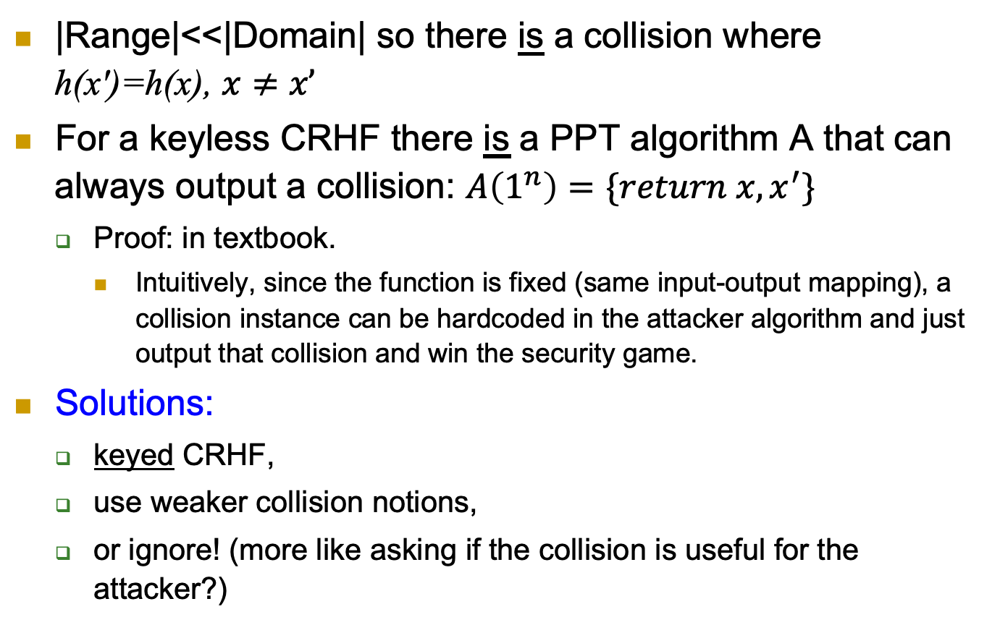 |Range|<<|Domain| so there is a collision where
h(x')=h(x), x ≠ x’
For a keyless CRHF there is a PPT algorithm A that can
always output a collision: A(1ⁿ) = {return x, x′}
Proof: in textbook.
Intuitively, since the function is fixed (same input-output mapping), a
collision instance can be hardcoded in the attacker algorithm and just
output that collision and win the security game.
Solutions:
keyed CRHF,
use weaker collision notions,
or ignore! (more like asking if the collision is useful for the
attacker?)